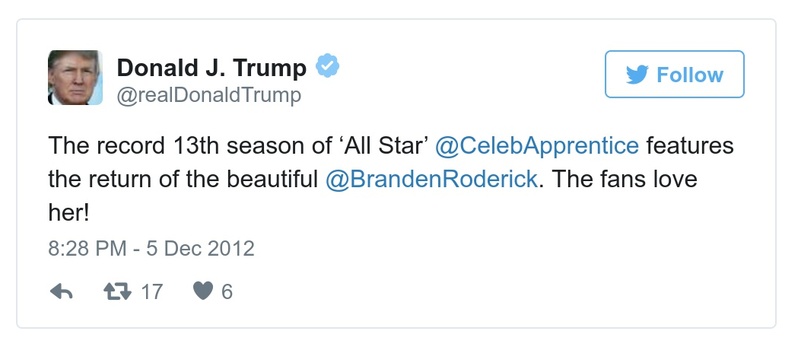 Donald J. Trump
@realDonaldTrump
Follow
The record 13th season of ‘All Star’ @CelebApprentice features
the return of the beautiful @BrandenRoderick. The fans love
her!
8:28 PM - 5 Dec 2012
17 6